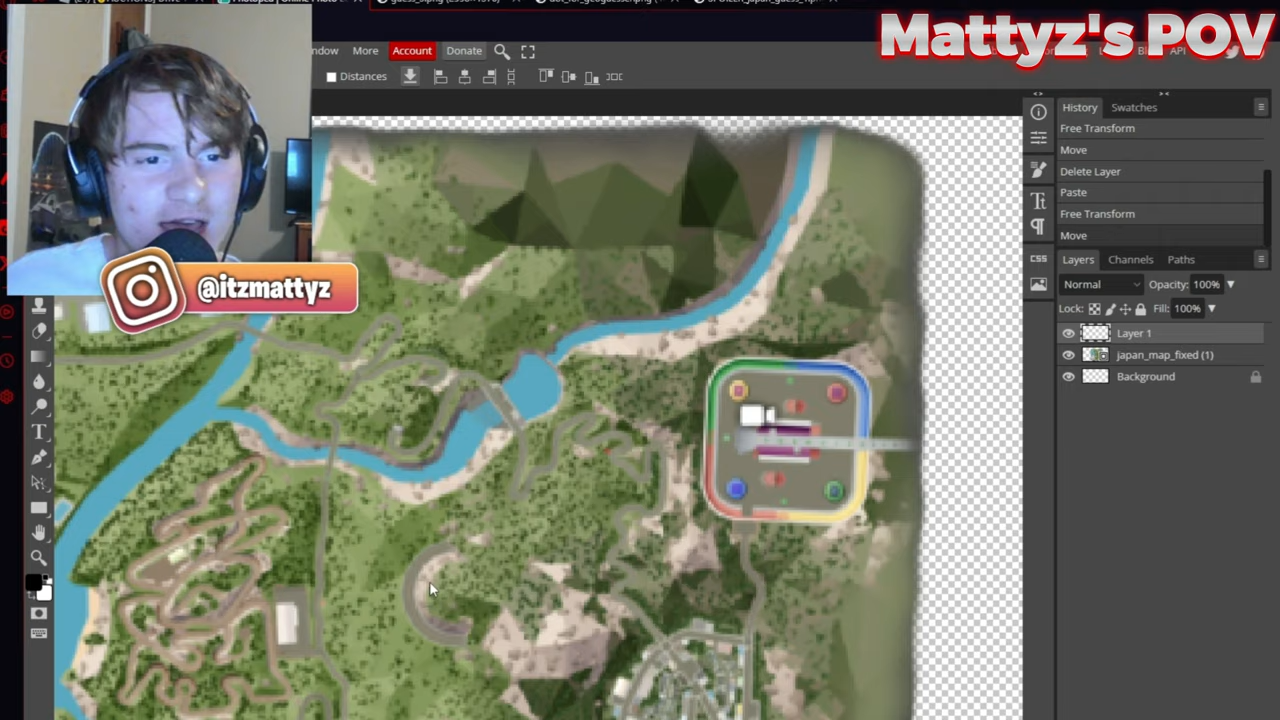 Mattyz's POV
ndow More Account Donate
Distances
@itzmattyz
History Swatches
Free Transform
Move
Delete Layer
Paste
Free Transform
Move
CSS
Layers Channels Paths
Normal Opacity: 100%
Lock: Fill: 100%
Layer 1
japan_map_fixed (1)
Background